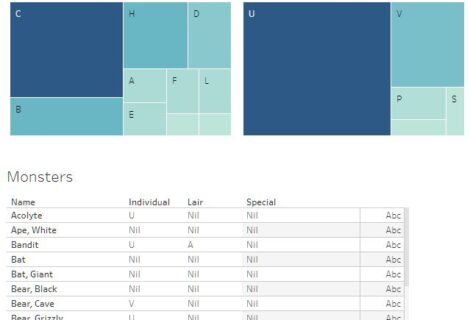 C H D U V
A F L P S
B E
Monsters
Name Individual Lair Special
Acolyte U Nil Nil Abc
Ape, White Nil Nil Nil Abc
Bandit U A Nil Abc
Bat Nil Nil Nil Abc
Bat, Giant Nil Nil Nil Abc
Bear, Black Nil Nil Nil Abc
Bear, Cave V Nil Nil Abc
Bear, Grizzly U Nil Nil Abc